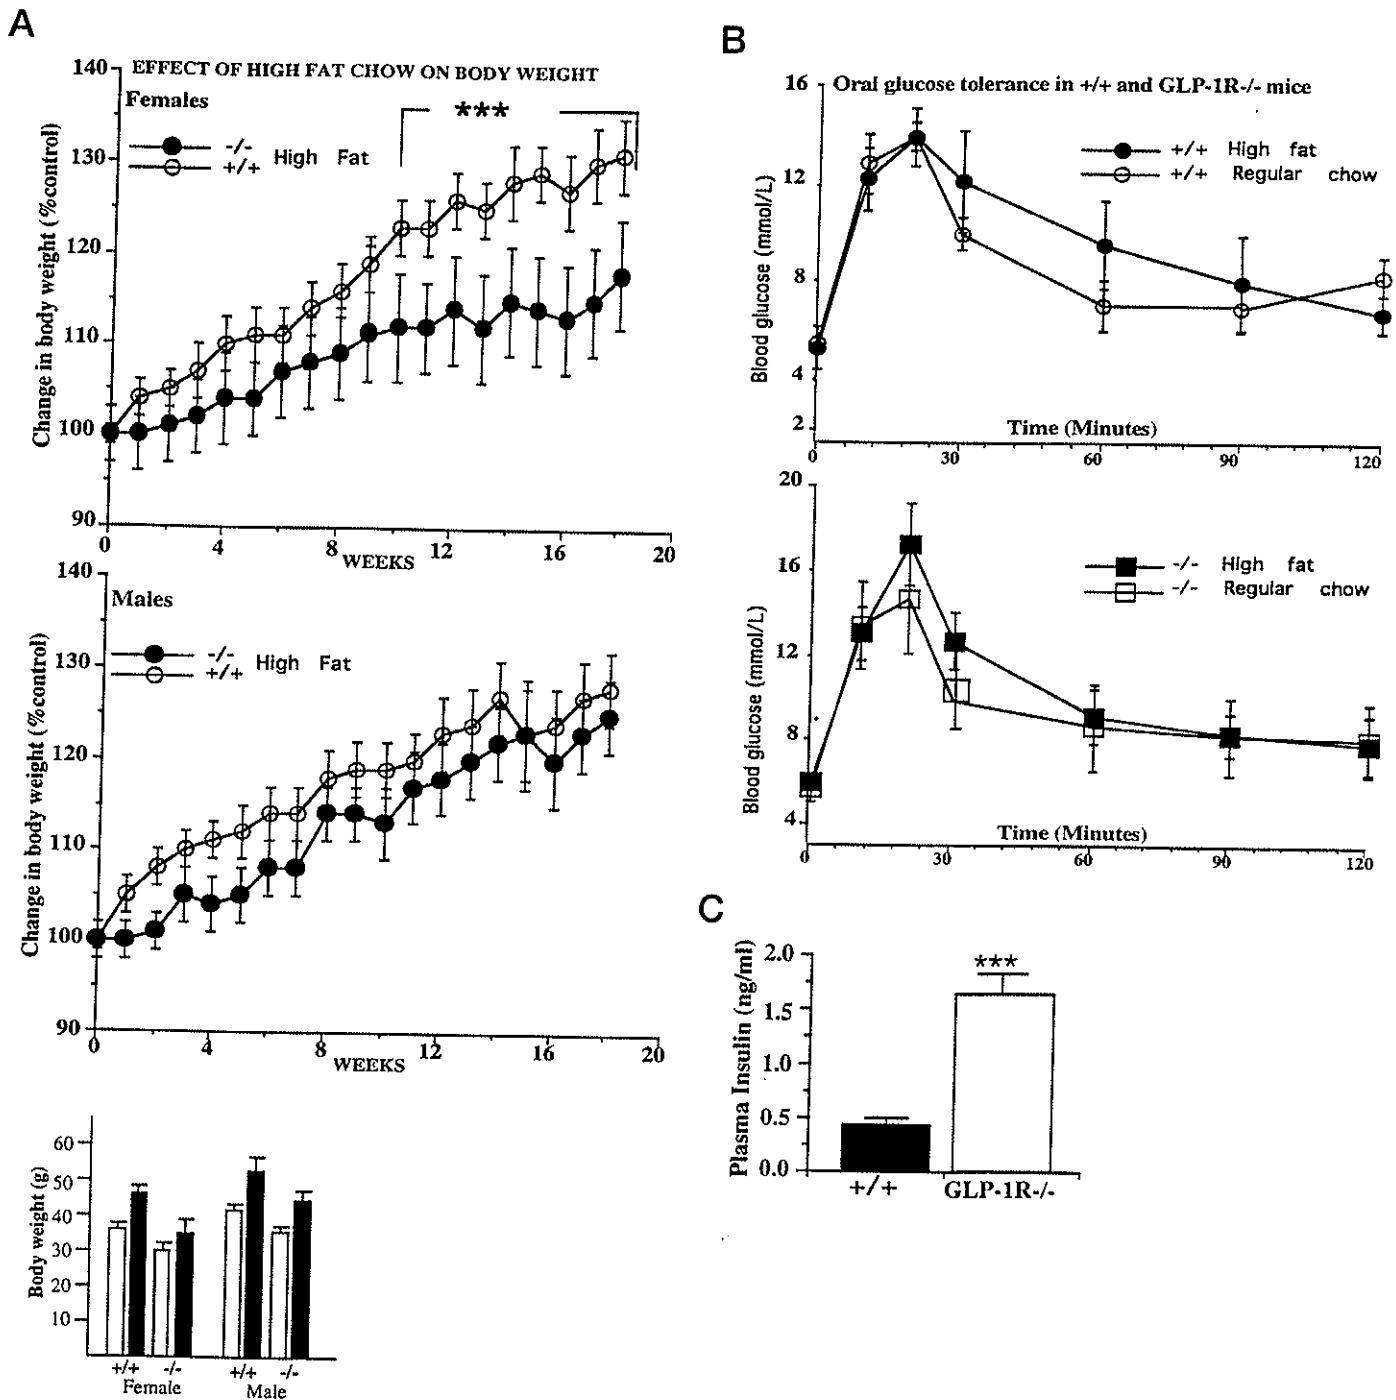 A
EFFECT OF HIGH FAT CHOW ON BODY WEIGHT
Females
***
-/-
+/+
High Fat
Change in body weight (%control)
140
130
120
110
100
90
0
8
12
16
20
WEEKS
Males
-/-
+/+
High Fat
Change in body weight (%control)
140
130
120
110
100
90
0
4
8
12
16
20
WEEKS
Body weight (g)
60
50
40
30
20
10
+/+ -/- +/+ -/-
Female Male
B
Oral glucose tolerance in +/+ and GLP-1R-/- mice
+/+ High fat
+/+ Regular chow
Blood glucose (mmol/L)
16
12
8
4
2
Time (Minutes)
0 30 60 90 120
-/- High fat
-/- Regular chow
Blood glucose (mmol/L)
20
16
12
8
4
Time (Minutes)
0 30 60 90 120
C
Plasma Insulin (ng/ml)
2.0
1.5
1.0
0.5
0.0
***
+/+ GLP-1R-/-